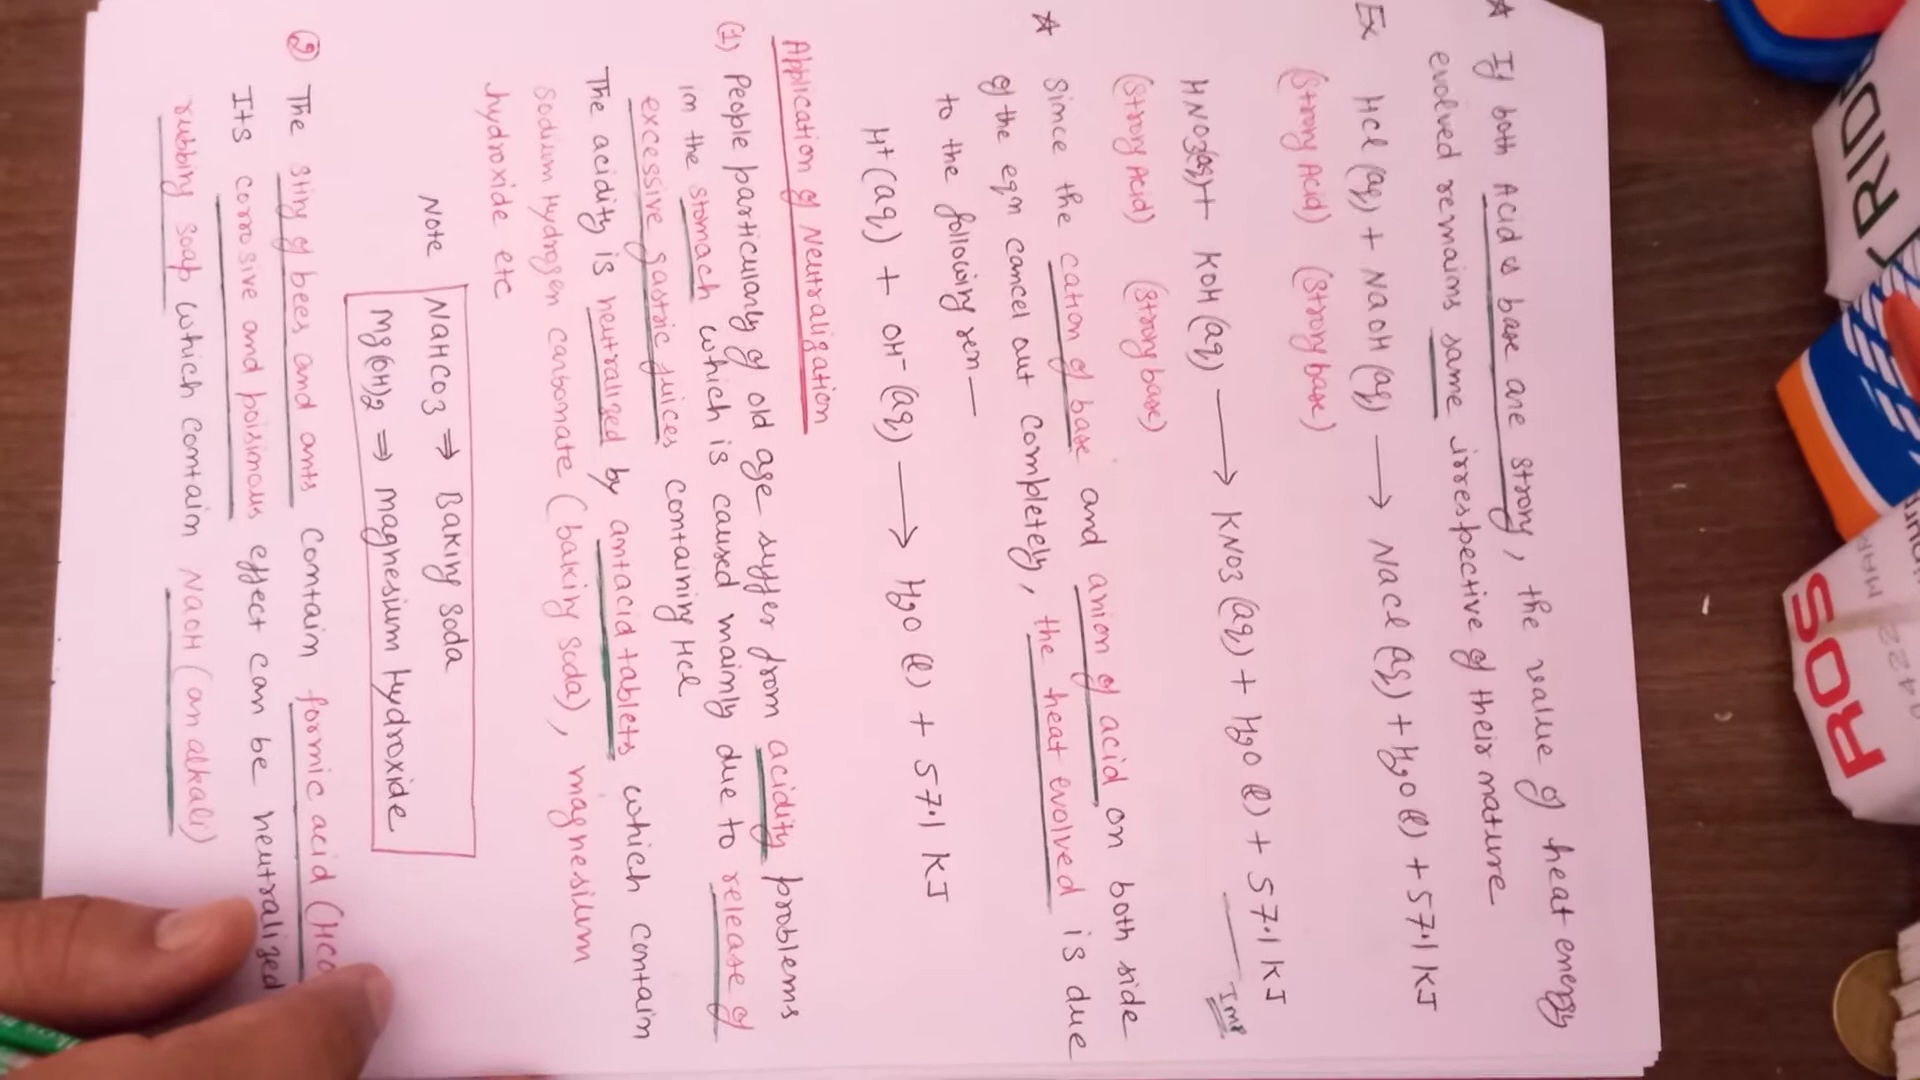 ☆ If both Acid & base are strong, the value of heat energy
evolved remains same irrespective of their nature
Ex HCl (aq) + NaOH (aq) → NaCl (aq) + H2O (l) + 57.1 KJ
(Strong Acid) (Strong base)
HNO3(aq) + KOH (aq) → KNO3 (aq) + H2O (l) + 57.1 KJ
Imp
(Strong Acid) (Strong base)
☆ Since the cation of base and anion of acid on both side
of the eqn cancel out completely, the heat evolved is due
to the following rxn —
H+ (aq) + OH- (aq) → H2O (l) + 57.1 KJ
Application of Neutralization
(1) People particularly of old age suffer from acidity problems
in the stomach which is caused mainly due to release of
excessive gastric juices containing HCl
The acidity is neutralized by antacid tablets which contain
sodium Hydrogen carbonate (baking soda), magnesium
hydroxide etc
Note NaHCO3 ⇒ Baking Soda
Mg(OH)2 ⇒ magnesium Hydroxide
② The sting of bees and ants contain formic acid (HCO
Its corrosive and poisinous effect can be neutralized
rubbing soap which contain NaOH (an alkali)
ROS